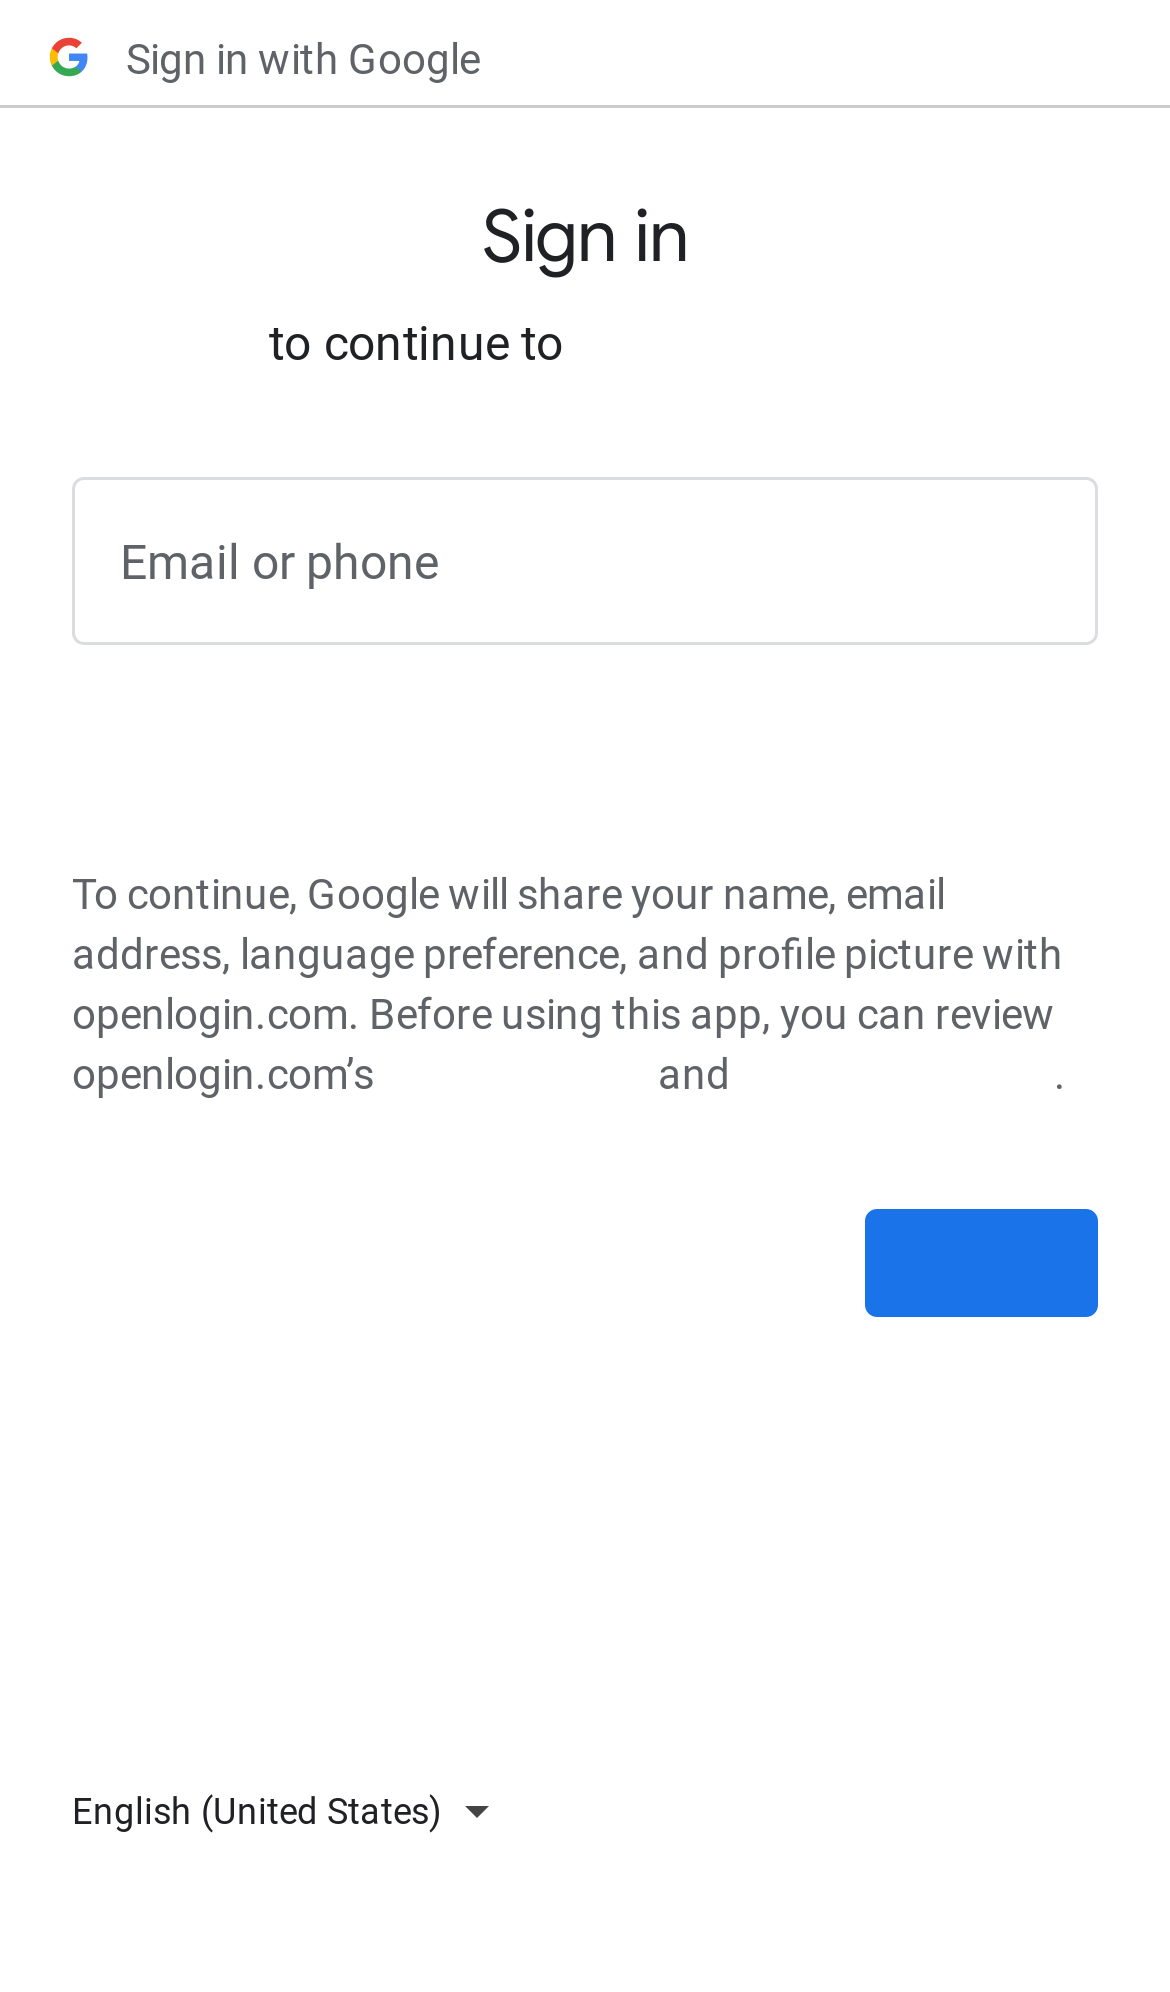 Sign in with Google
Sign in
to continue to
Email or phone
To continue, Google will share your name, email
address, language preference, and profile picture with
openlogin.com. Before using this app, you can review
openlogin.com’s and .
English (United States)